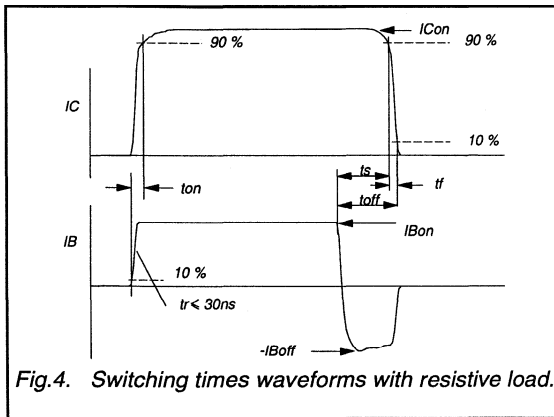 ICon
90 %
90 %
IC
10 %
ts
ton
tf
toff
IB
IBon
10 %
tr ⩽ 30ns
-IBoff
Fig.4. Switching times waveforms with resistive load.